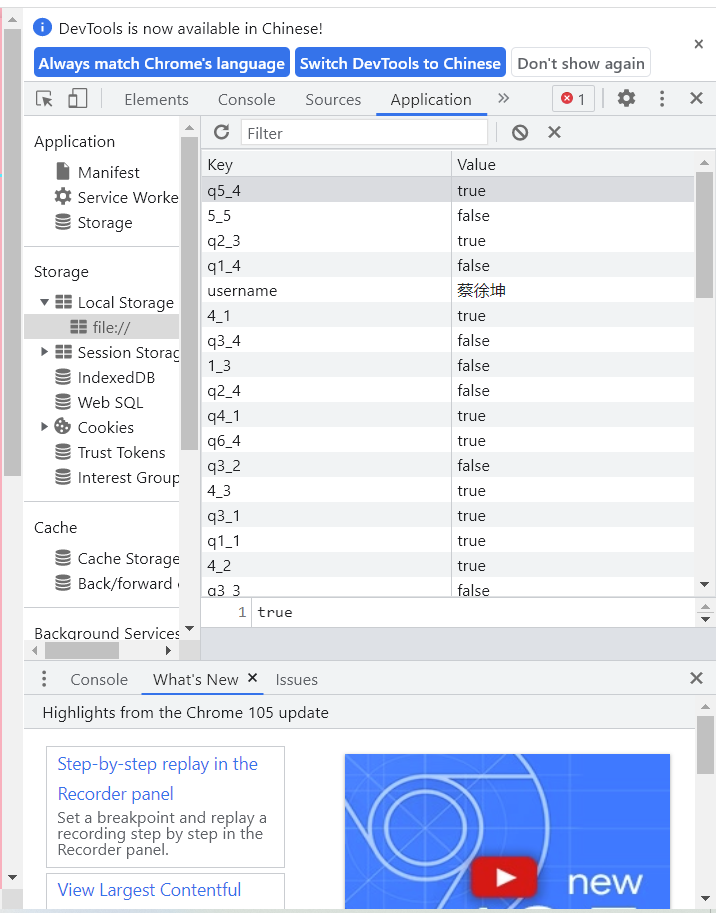 DevTools is now available in Chinese!
Always match Chrome's language Switch DevTools to Chinese Don't show again
Elements Console Sources Application 1
Application
Manifest
Service Worke
Storage
Storage
Local Storage
file://
Session Storag
IndexedDB
Web SQL
Cookies
Trust Tokens
Interest Group
Cache
Cache Storage
Back/forward
Background Services
Filter
Key Value
q5_4 true
5_5 false
q2_3 true
q1_4 false
username 蔡徐坤
4_1 true
q3_4 false
1_3 false
q2_4 false
q4_1 true
q6_4 true
q3_2 false
4_3 true
q3_1 true
q1_1 true
4_2 true
q3_3 false
1 true
Console What's New Issues
Highlights from the Chrome 105 update
Step-by-step replay in the
Recorder panel
Set a breakpoint and replay a
recording step by step in the
Recorder panel.
View Largest Contentful
new